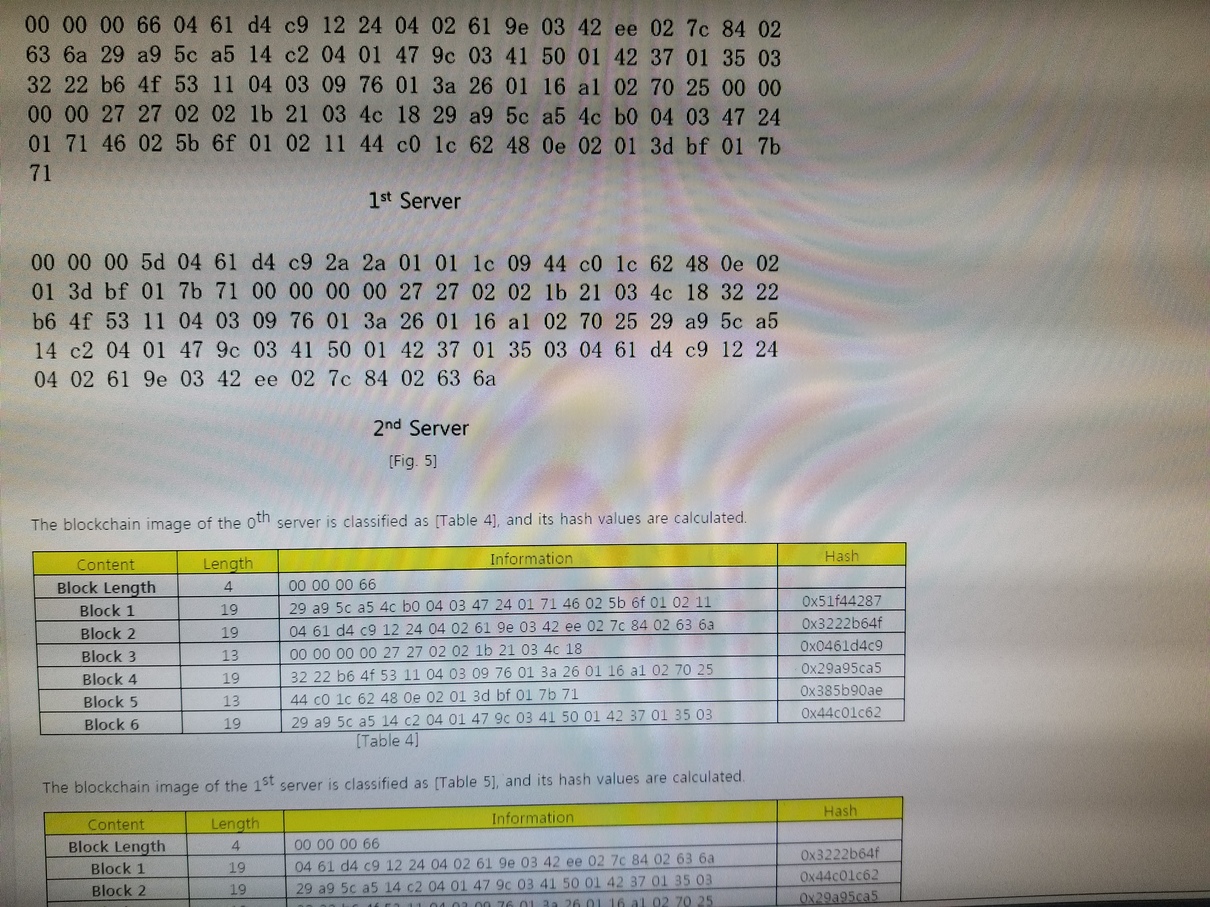 00 00 00 66 04 61 d4 c9 12 24 04 02 61 9e 03 42 ee 02 7c 84 02
63 6a 29 a9 5c a5 14 c2 04 01 47 9c 03 41 50 01 42 37 01 35 03
32 22 b6 4f 53 11 04 03 09 76 01 3a 26 01 16 a1 02 70 25 00 00
00 00 27 27 02 02 1b 21 03 4c 18 29 a9 5c a5 4c b0 04 03 47 24
01 71 46 02 5b 6f 01 02 11 44 c0 1c 62 48 0e 02 01 3d bf 01 7b
71
1st Server
00 00 00 5d 04 61 d4 c9 2a 2a 01 01 1c 09 44 c0 1c 62 48 0e 02
01 3d bf 01 7b 71 00 00 00 00 27 27 02 02 1b 21 03 4c 18 32 22
b6 4f 53 11 04 03 09 76 01 3a 26 01 16 a1 02 70 25 29 a9 5c a5
14 c2 04 01 47 9c 03 41 50 01 42 37 01 35 03 04 61 d4 c9 12 24
04 02 61 9e 03 42 ee 02 7c 84 02 63 6a
2nd Server
[Fig. 5]
The blockchain image of the 0th server is classified as [Table 4], and its hash values are calculated.
Content Length Information Hash
Block Length 4 00 00 00 66
Block 1 19 29 a9 5c a5 4c b0 04 03 47 24 01 71 46 02 5b 6f 01 02 11 0x51f44287
Block 2 19 04 61 d4 c9 12 24 04 02 61 9e 03 42 ee 02 7c 84 02 63 6a 0x3222b64f
Block 3 13 00 00 00 00 27 27 02 02 1b 21 03 4c 18 0x0461d4c9
Block 4 19 32 22 b6 4f 53 11 04 03 09 76 01 3a 26 01 16 a1 02 70 25 0x29a95ca5
Block 5 13 44 c0 1c 62 48 0e 02 01 3d bf 01 7b 71 0x385b90ae
Block 6 19 29 a9 5c a5 14 c2 04 01 47 9c 03 41 50 01 42 37 01 35 03 0x44c01c62
[Table 4]
The blockchain image of the 1st server is classified as [Table 5], and its hash values are calculated.
Content Length Information Hash
Block Length 4 00 00 00 66
Block 1 19 04 61 d4 c9 12 24 04 02 61 9e 03 42 ee 02 7c 84 02 63 6a 0x3222b64f
Block 2 19 29 a9 5c a5 14 c2 04 01 47 9c 03 41 50 01 42 37 01 35 03 0x44c01c62
03 09 76 01 3a 26 01 16 a1 02 70 25 0x29a95ca5